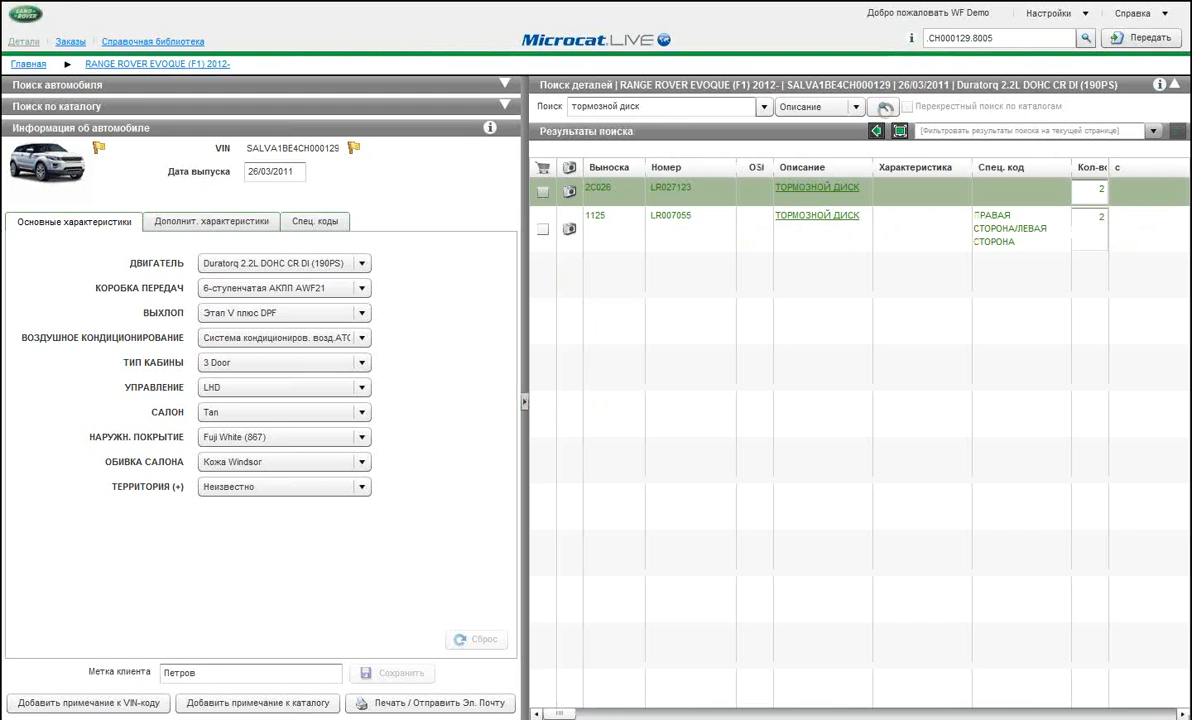 LAND-ROVER
Добро пожаловать WF Demo
Настройки
Справка
Детали
Заказы
Справочная библиотека
Microcat.LIVE
.CH000129.8005
Передать
Главная ► RANGE ROVER EVOQUE (F1) 2012-
Поиск автомобиля
Поиск по каталогу
Информация об автомобиле
VIN SALVA1BE4CH000129
Дата выпуска 26/03/2011
Основные характеристики
Дополнит. характеристики
Спец. коды
ДВИГАТЕЛЬ Duratorq 2.2L DOHC CR DI (190PS)
КОРОБКА ПЕРЕДАЧ 6-ступенчатая АКПП AWF21
ВЫХЛОП Этап V плюс DPF
ВОЗДУШНОЕ КОНДИЦИОНИРОВАНИЕ Система кондициониров. возд.ATC
ТИП КАБИНЫ 3 Door
УПРАВЛЕНИЕ LHD
САЛОН Tan
НАРУЖН. ПОКРЫТИЕ Fuji White (867)
ОБИВКА САЛОНА Кожа Windsor
ТЕРРИТОРИЯ (+) Неизвестно
Сброс
Метка клиента Петров
Сохранить
Добавить примечание к VIN-коду
Добавить примечание к каталогу
Печать / Отправить Эл. Почту
Поиск деталей | RANGE ROVER EVOQUE (F1) 2012- | SALVA1BE4CH000129 | 26/03/2011 | Duratorq 2.2L DOHC CR DI (190PS)
Поиск тормозной диск Описание Перекрестный поиск по каталогам
Результаты поиска [Фильтровать результаты поиска на текущей странице]
Выноска Номер OSI Описание Характеристика Спец. код Кол-вс с
2C026 LR027123 ТОРМОЗНОЙ ДИСК 2
1125 LR007055 ТОРМОЗНОЙ ДИСК ПРАВАЯ 2
СТОРОНА/ЛЕВАЯ
СТОРОНА